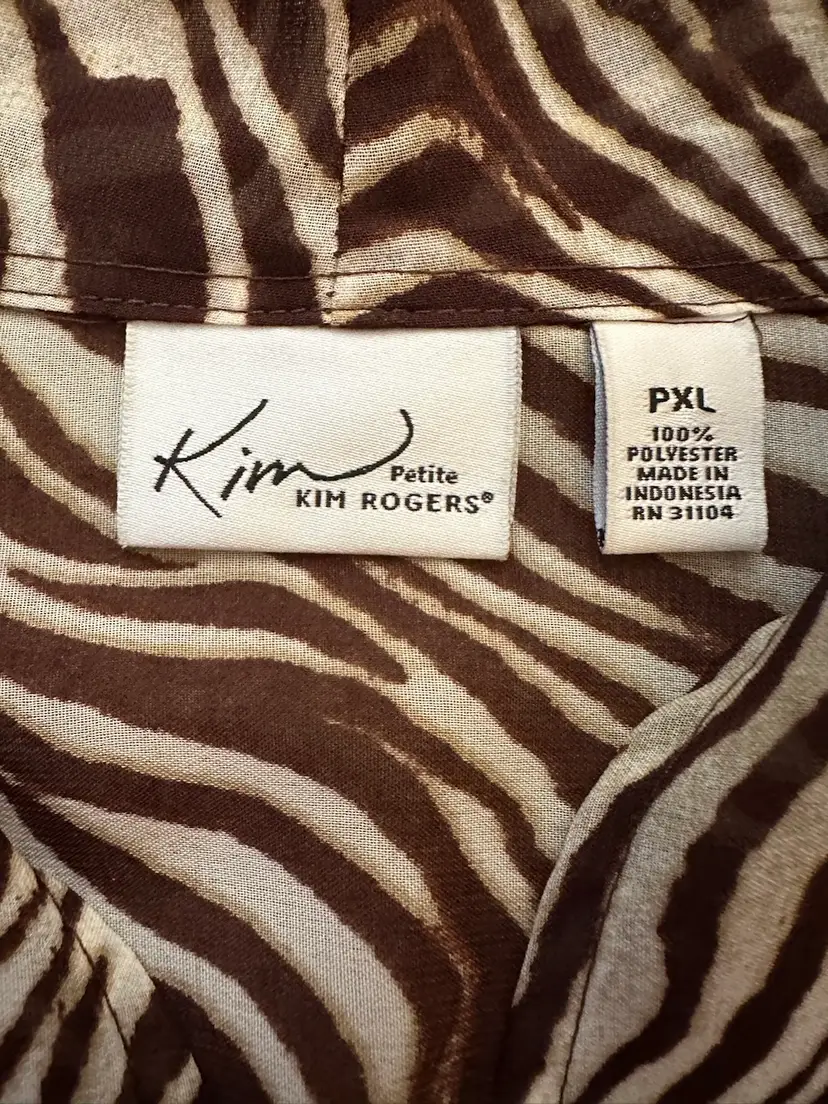 Kim Petite
KIM ROGERS®
PXL
100%
POLYESTER
MADE IN
INDONESIA
RN 31104